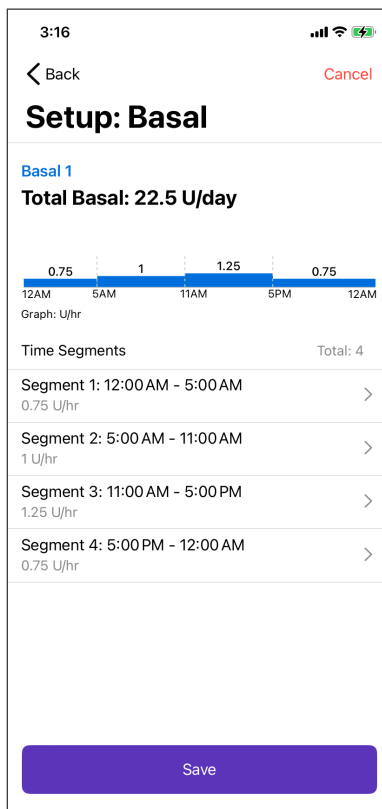 3:16
Back Cancel
Setup: Basal
Basal 1
Total Basal: 22.5 U/day
0.75 1 1.25 0.75
12AM 5AM 11AM 5PM 12AM
Graph: U/hr
Time Segments Total: 4
Segment 1: 12:00 AM - 5:00 AM
0.75 U/hr
Segment 2: 5:00 AM - 11:00 AM
1 U/hr
Segment 3: 11:00 AM - 5:00 PM
1.25 U/hr
Segment 4: 5:00 PM - 12:00 AM
0.75 U/hr
Save